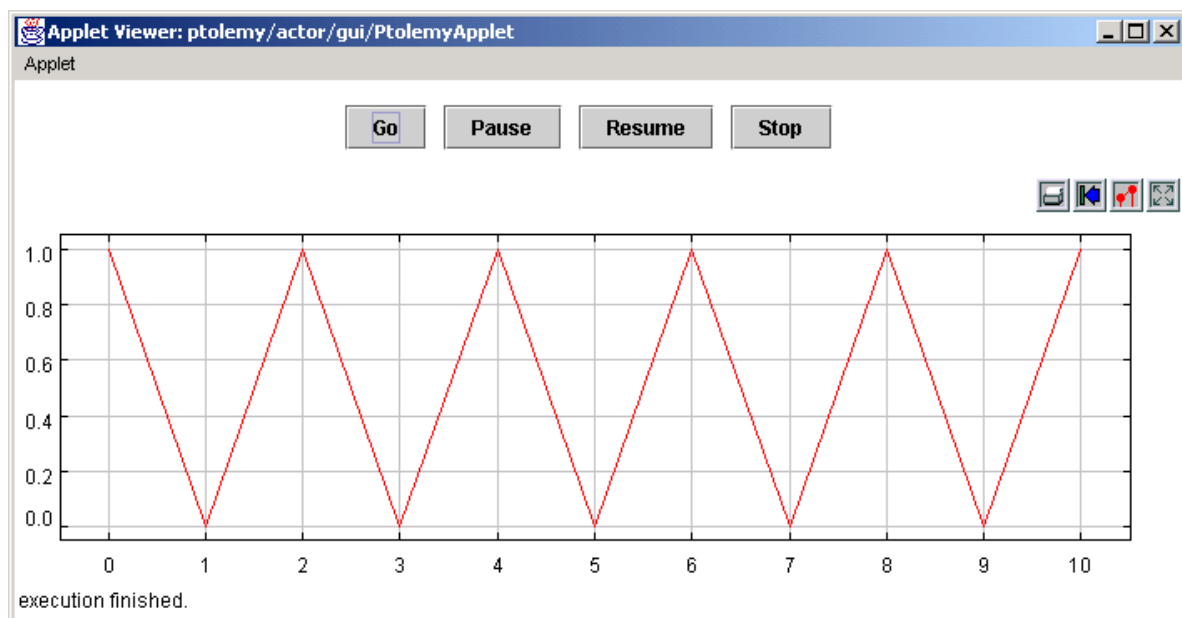 Applet Viewer: ptolemy/actor/gui/PtolemyApplet
Applet
Go Pause Resume Stop
1.0
0.8
0.6
0.4
0.2
0.0
0 1 2 3 4 5 6 7 8 9 10
execution finished.